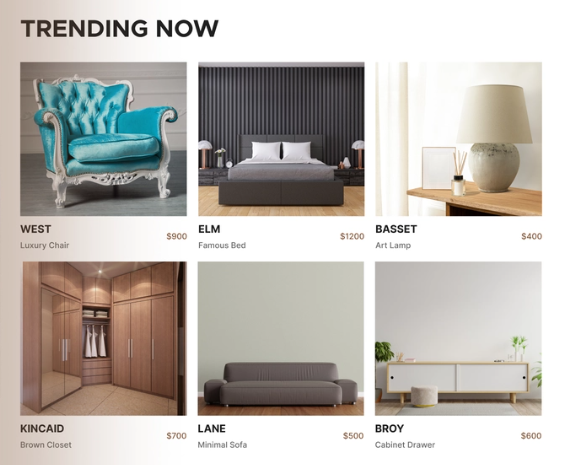 TRENDING NOW
WEST
Luxury Chair
$900
ELM
Famous Bed
$1200
BASSET
Art Lamp
$400
KINCAID
Brown Closet
$700
LANE
Minimal Sofa
$500
BROY
Cabinet Drawer
$600